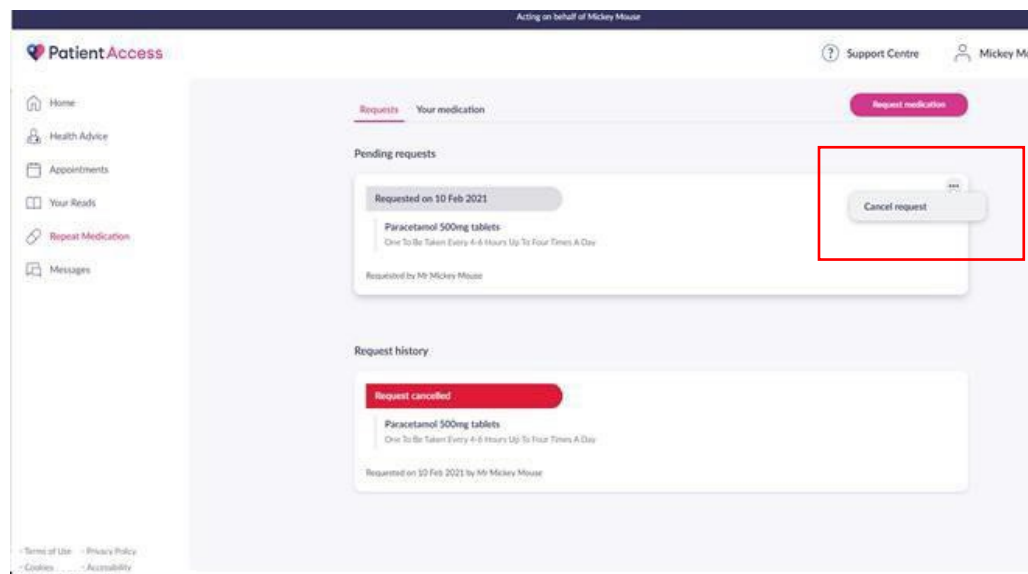 Acting on behalf of Mickey Mouse
Patient Access
Support Centre
Mickey Mo
Home
Health Advice
Appointments
Your Reads
Repeat Medication
Messages
Requests Your medication
Request medication
Pending requests
Requested on 10 Feb 2021
Cancel request
Paracetamol 500mg tablets
One To Be Taken Every 4-6 Hours Up To Four Times A Day
Requested by Mr Mickey Mouse
Request history
Request cancelled
Paracetamol 500mg tablets
One To Be Taken Every 4-6 Hours Up To Four Times A Day
Requested on 10 Feb 2021 by Mr Mickey Mouse
- Terms of Use - Privacy Policy
- Cookies - Accessibility